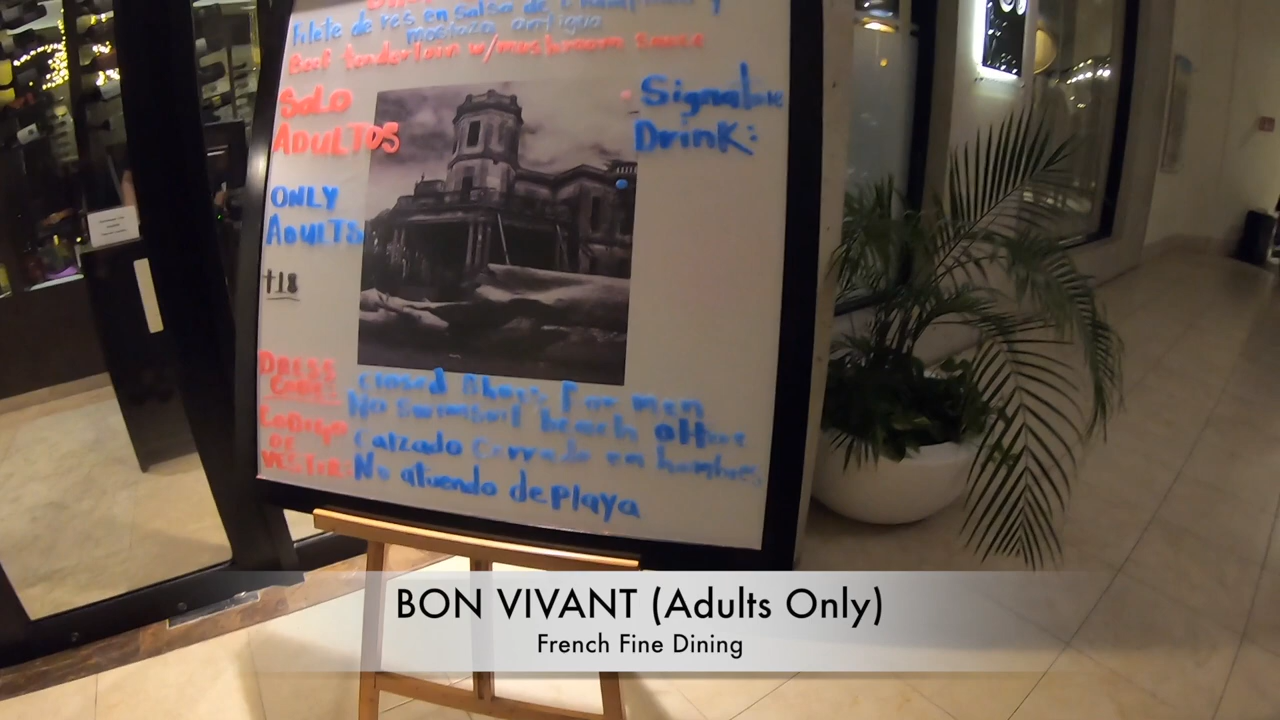 Filete de res en salsa de champiñon y
mostaza antigua
Beef tenderloin w/mushroom sauce
SOLO
ADULTOS
ONLY
ADULTS
+18
Signature
Drink:
DRESS
CODE:
closed shoes for men
No swimsuit beach attire
CODIGO
DE
VESTIR:
Calzado Cerrado en hombres
No atuendo de playa
BON VIVANT (Adults Only)
French Fine Dining